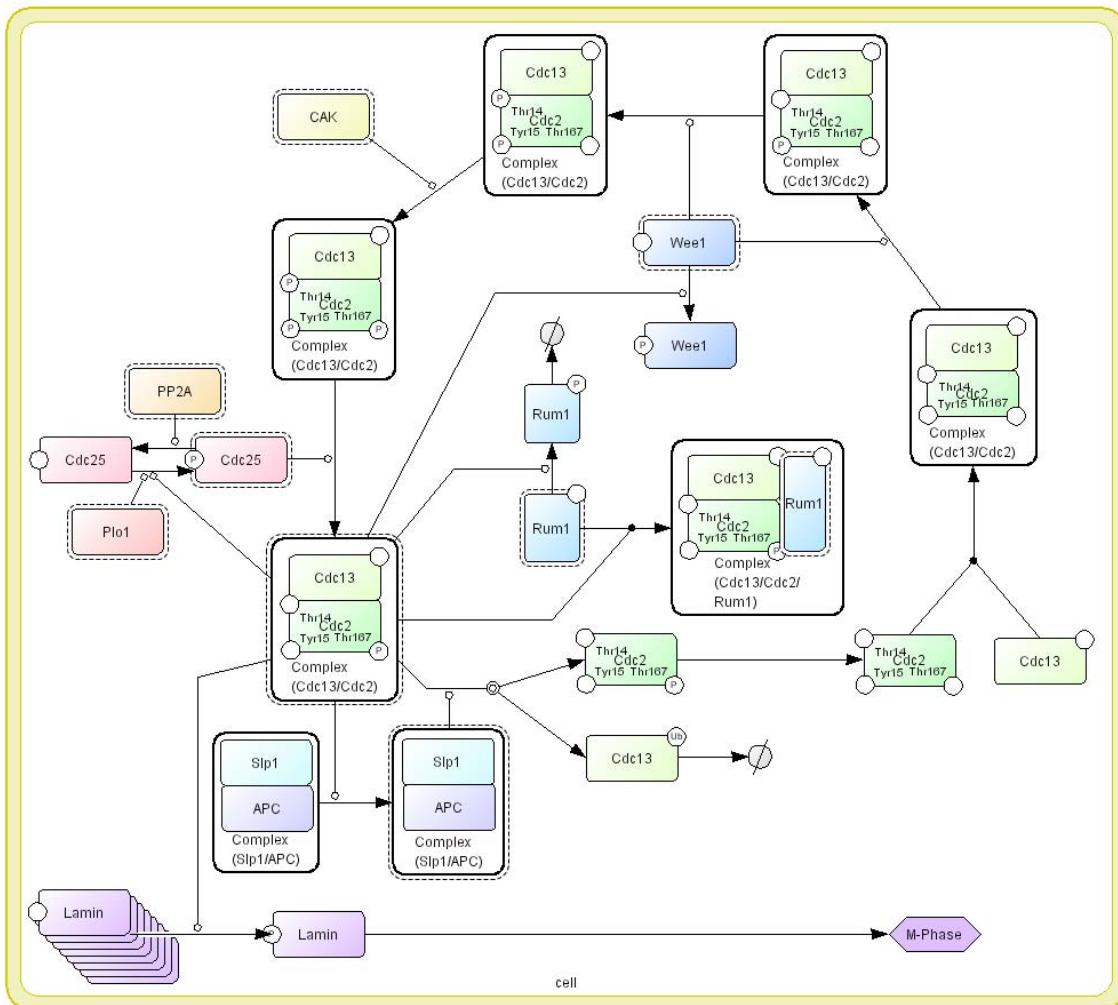 Cdc13
P
Thr14
Cdc2
Tyr15 Thr167
P
Complex
(Cdc13/Cdc2)
Cdc13
Thr14
Cdc2
Tyr15 Thr167
P
Complex
(Cdc13/Cdc2)
CAK
Cdc13
P
Thr14
Cdc2
Tyr15 Thr167
P
P
Complex
(Cdc13/Cdc2)
Wee1
P
Wee1
Cdc13
Thr14
Cdc2
Tyr15 Thr167
Complex
(Cdc13/Cdc2)
PP2A
Cdc25
P
Cdc25
Plo1
P
Rum1
Rum1
Cdc13
Rum1
Thr14
Cdc2
Tyr15 Thr167
P
Complex
(Cdc13/Cdc2/
Rum1)
Cdc13
Thr14
Cdc2
Tyr15 Thr167
P
Complex
(Cdc13/Cdc2)
Thr14
Cdc2
Tyr15 Thr167
P
Thr14
Cdc2
Tyr15 Thr167
Cdc13
Ub
Cdc13
Slp1
APC
Complex
(Slp1/APC)
Slp1
APC
Complex
(Slp1/APC)
Lamin
P
Lamin
M-Phase
cell